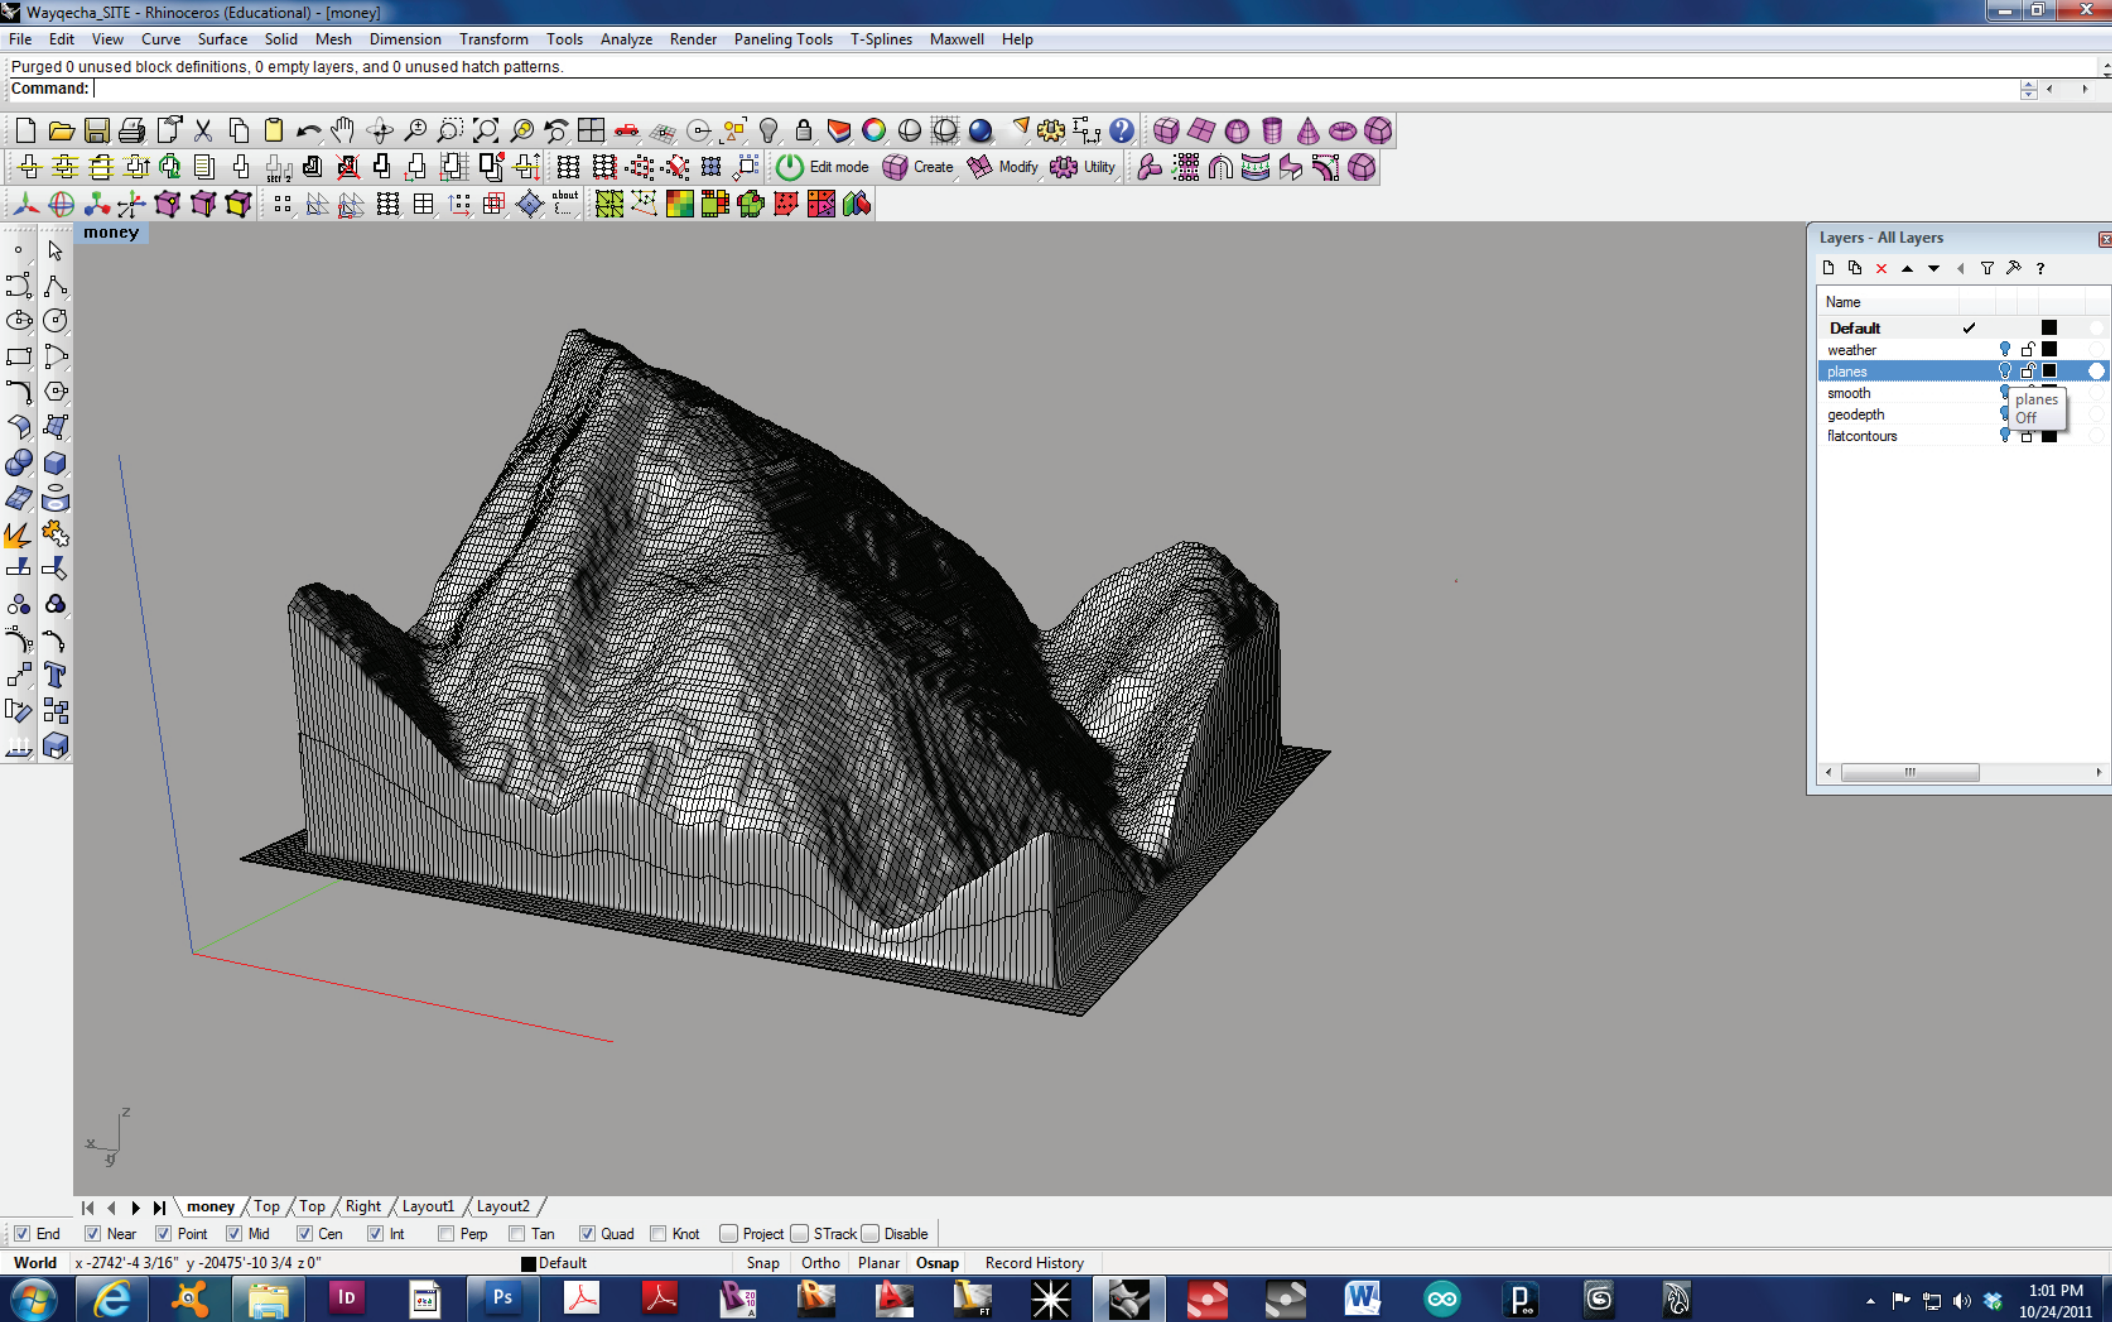 Wayqecha_SITE - Rhinoceros (Educational) - [money]
File Edit View Curve Surface Solid Mesh Dimension Transform Tools Analyze Render Paneling Tools T-Splines Maxwell Help
Purged 0 unused block definitions, 0 empty layers, and 0 unused hatch patterns.
Command:
Edit mode Create Modify Utility
about
money
Layers - All Layers
Name
Default
weather
planes
smooth
geodepth
flatcontours
planes
Off
z
x
y
money Top Top Right Layout1 Layout2
End Near Point Mid Cen Int Perp Tan Quad Knot Project STrack Disable
World x -2742'-4 3/16" y -20475'-10 3/4 z 0" Default Snap Ortho Planar Osnap Record History
ID Ps FT
1:01 PM
10/24/2011